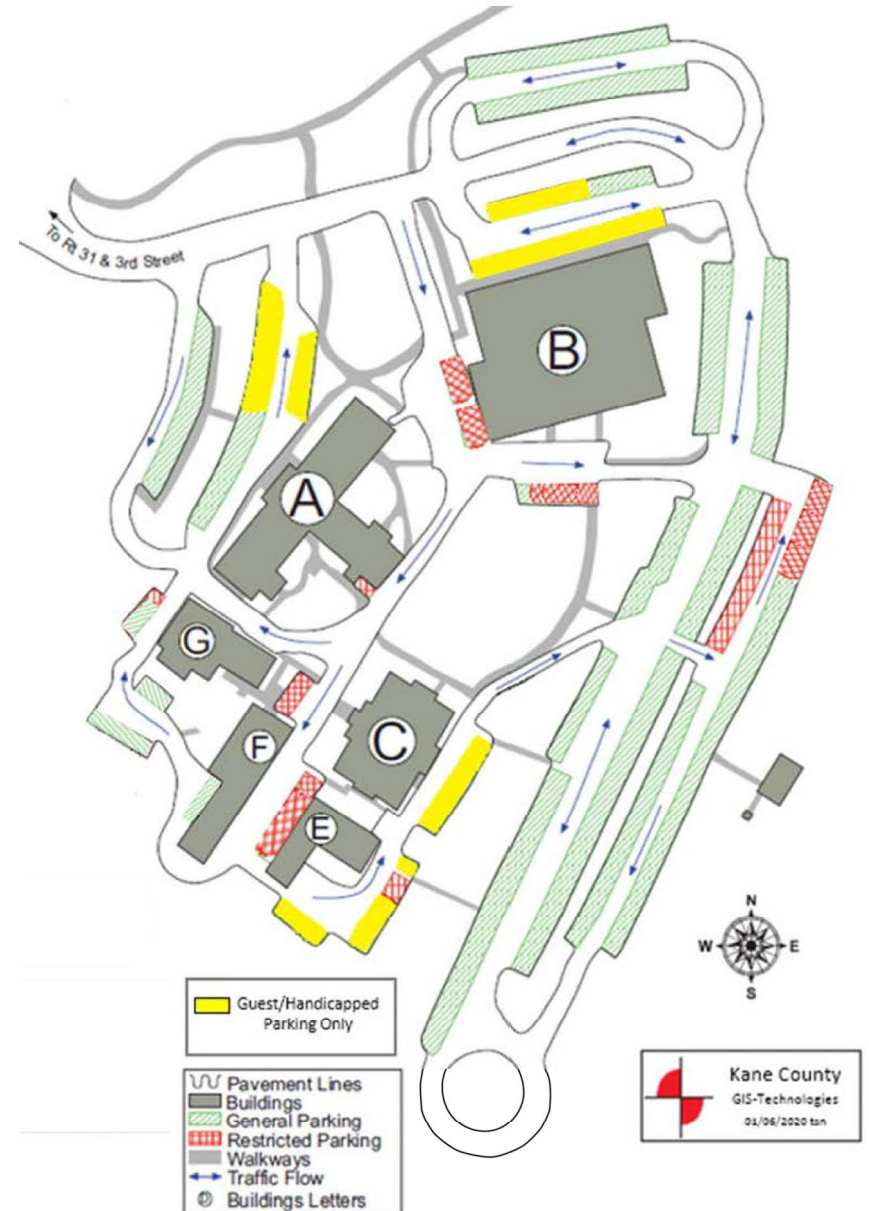 To Rt 31 & 3rd Street
B
A
G
F
C
E
N
W
E
S
Guest/Handicapped
Parking Only
Pavement Lines
Buildings
General Parking
Restricted Parking
Walkways
Traffic Flow
Buildings Letters
Kane County
GIS-Technologies
01/06/2020 tsn